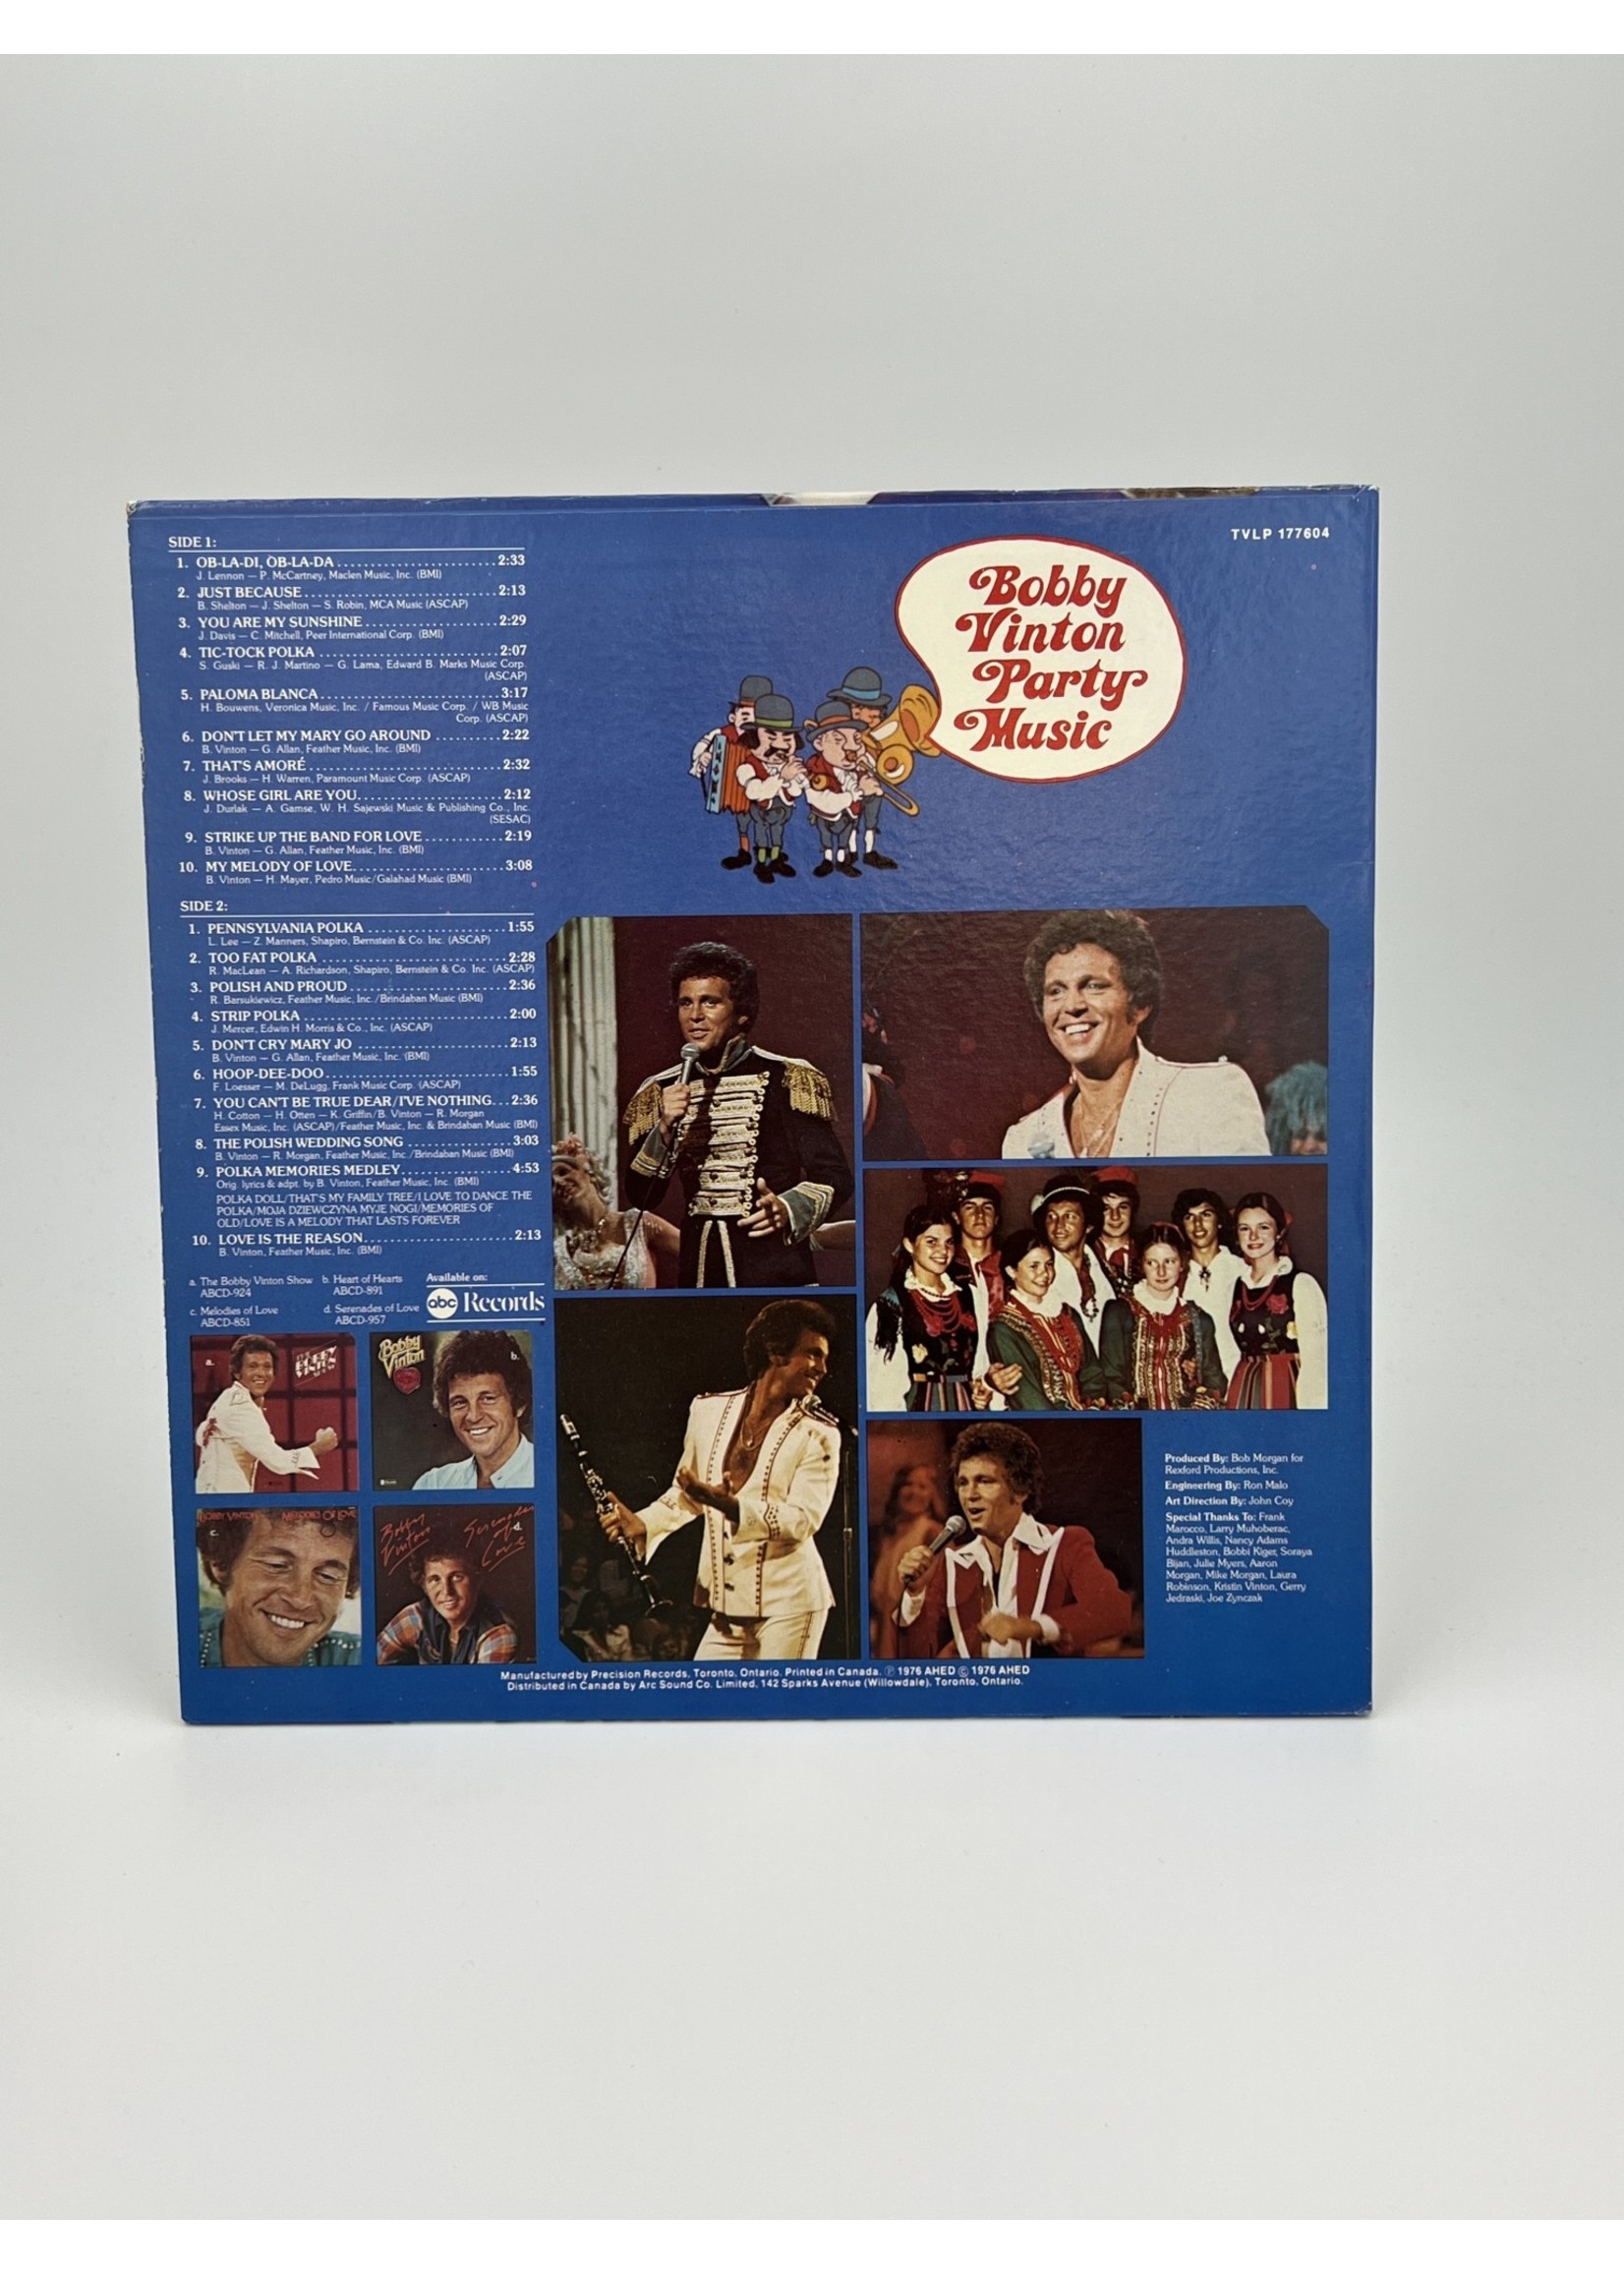 SIDE 1:
1. OB-LA-DI, OB-LA-DA ........................ 2:33
J. Lennon — P. McCartney, Maclen Music, Inc. (BMI)
2. JUST BECAUSE ............................. 2:13
B. Shelton — J. Shelton — S. Robin, MCA Music (ASCAP)
3. YOU ARE MY SUNSHINE .................... 2:29
J. Davis — C. Mitchell, Peer International Corp. (BMI)
4. TIC-TOCK POLKA ........................... 2:07
S. Guski — R. J. Martino — G. Lama, Edward B. Marks Music Corp.
(ASCAP)
5. PALOMA BLANCA ........................... 3:17
H. Bouwens, Veronica Music, Inc. / Famous Music Corp. / WB Music
Corp. (ASCAP)
6. DON'T LET MY MARY GO AROUND .......... 2:22
B. Vinton — G. Allan, Feather Music, Inc. (BMI)
7. THAT'S AMORÉ ............................. 2:32
J. Brooks — H. Warren, Paramount Music Corp. (ASCAP)
8. WHOSE GIRL ARE YOU ...................... 2:12
J. Durlak — A. Gamse, W. H. Sajewski Music & Publishing Co., Inc.
(SESAC)
9. STRIKE UP THE BAND FOR LOVE ............ 2:19
B. Vinton — G. Allan, Feather Music, Inc. (BMI)
10. MY MELODY OF LOVE ....................... 3:08
B. Vinton — H. Mayer, Pedro Music/Galahad Music (BMI)
SIDE 2:
1. PENNSYLVANIA POLKA ..................... 1:55
L. Lee — Z. Manners, Shapiro, Bernstein & Co. Inc. (ASCAP)
2. TOO FAT POLKA ............................ 2:28
R. MacLean — A. Richardson, Shapiro, Bernstein & Co. Inc. (ASCAP)
3. POLISH AND PROUD ........................ 2:36
R. Barsukiewicz, Feather Music, Inc./Brindaban Music (BMI)
4. STRIP POLKA ............................... 2:00
J. Mercer, Edwin H. Morris & Co., Inc. (ASCAP)
5. DON'T CRY MARY JO ....................... 2:13
B. Vinton — G. Allan, Feather Music, Inc. (BMI)
6. HOOP-DEE-DOO ............................ 1:55
F. Loesser — M. DeLugg, Frank Music Corp. (ASCAP)
7. YOU CAN'T BE TRUE DEAR/I'VE NOTHING... 2:36
H. Cotton — H. Otten — K. Griffin/B. Vinton — R. Morgan
Essex Music, Inc. (ASCAP)/Feather Music, Inc. & Brindaban Music (BMI)
8. THE POLISH WEDDING SONG ............... 3:03
B. Vinton — R. Morgan, Feather Music, Inc./Brindaban Music (BMI)
9. POLKA MEMORIES MEDLEY ................. 4:53
Orig. lyrics & adpt. by B. Vinton, Feather Music, Inc. (BMI)
POLKA DOLL/THAT'S MY FAMILY TREE/I LOVE TO DANCE THE
POLKA/MOJA DZIEWCZYNA MYJE NOGI/MEMORIES OF
OLD/LOVE IS A MELODY THAT LASTS FOREVER
10. LOVE IS THE REASON ....................... 2:13
B. Vinton, Feather Music, Inc. (BMI)
a. The Bobby Vinton Show
ABCD-924
b. Heart of Hearts
ABCD-891
c. Melodies of Love
ABCD-851
d. Serenades of Love
ABCD-957
Available on:
abc Records
a.
Bobby
Vinton
b.
BOBBY VINTON MELODIES OF LOVE
c.
Bobby
Vinton
Serenades
of
Love
d.
TVLP 177604
Bobby
Vinton
Party
Music
Produced By: Bob Morgan for
Rexford Productions, Inc.
Engineering By: Ron Malo
Art Direction By: John Coy
Special Thanks To: Frank
Marocco, Larry Muhoberac,
Andra Willis, Nancy Adams
Huddleston, Bobbi Kiger, Soraya
Bijan, Julie Myers, Aaron
Morgan, Mike Morgan, Laura
Robinson, Kristin Vinton, Gerry
Jedraski, Joe Zynczak
Manufactured by Precision Records, Toronto, Ontario. Printed in Canada. ℗ 1976 AHED © 1976 AHED
Distributed in Canada by Arc Sound Co. Limited, 142 Sparks Avenue (Willowdale), Toronto, Ontario.